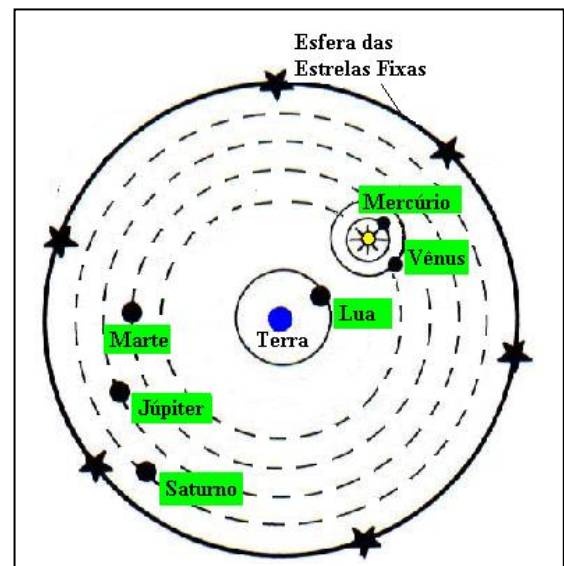 Esfera das
Estrelas Fixas
Mercúrio
Vênus
Lua
Terra
Marte
Júpiter
Saturno